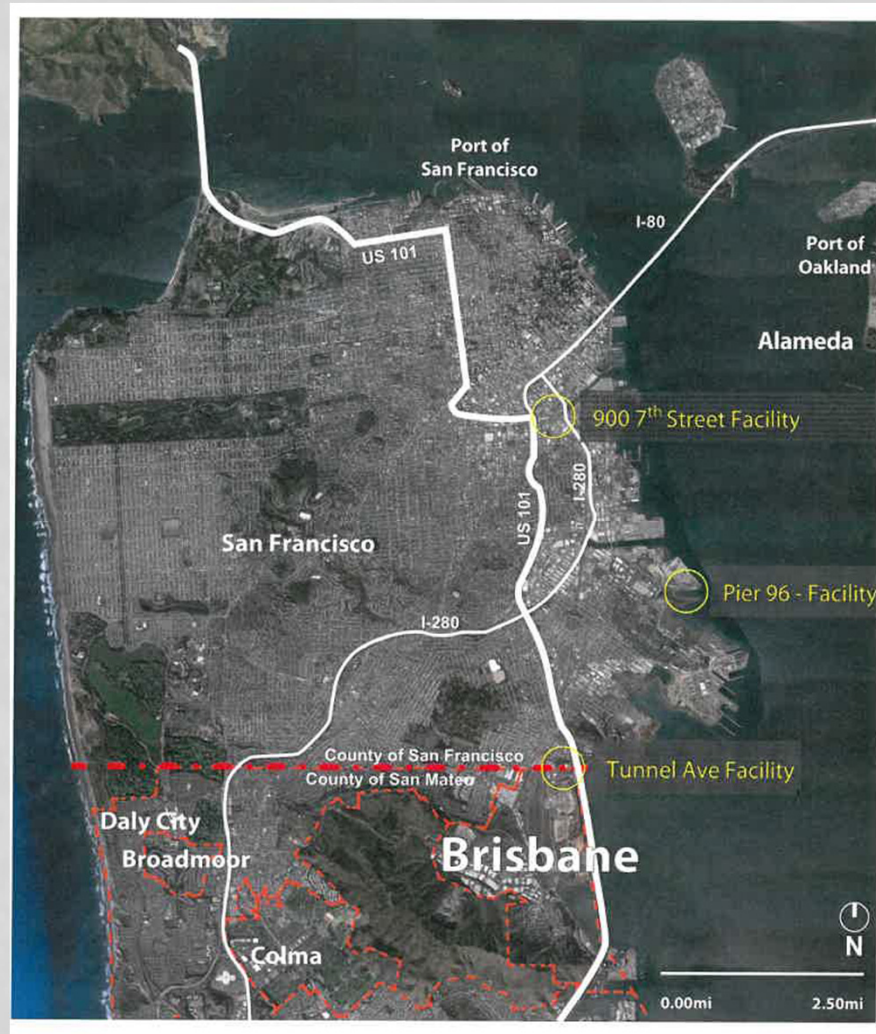 Port of
San Francisco
I-80
US 101
Port of
Oakland
Alameda
900 7th Street Facility
I-280
US 101
San Francisco
Pier 96 - Facility
I-280
County of San Francisco
County of San Mateo
Tunnel Ave Facility
Daly City
Broadmoor
Brisbane
Colma
N
0.00mi 2.50mi